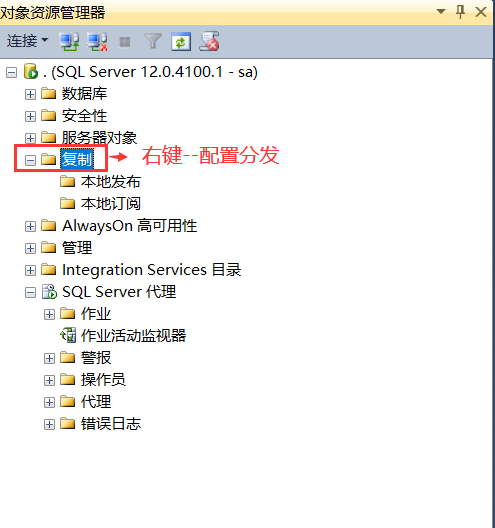 对象资源管理器
连接
. (SQL Server 12.0.4100.1 - sa)
数据库
安全性
服务器对象
复制 右键--配置分发
本地发布
本地订阅
AlwaysOn 高可用性
管理
Integration Services 目录
SQL Server 代理
作业
作业活动监视器
警报
操作员
代理
错误日志